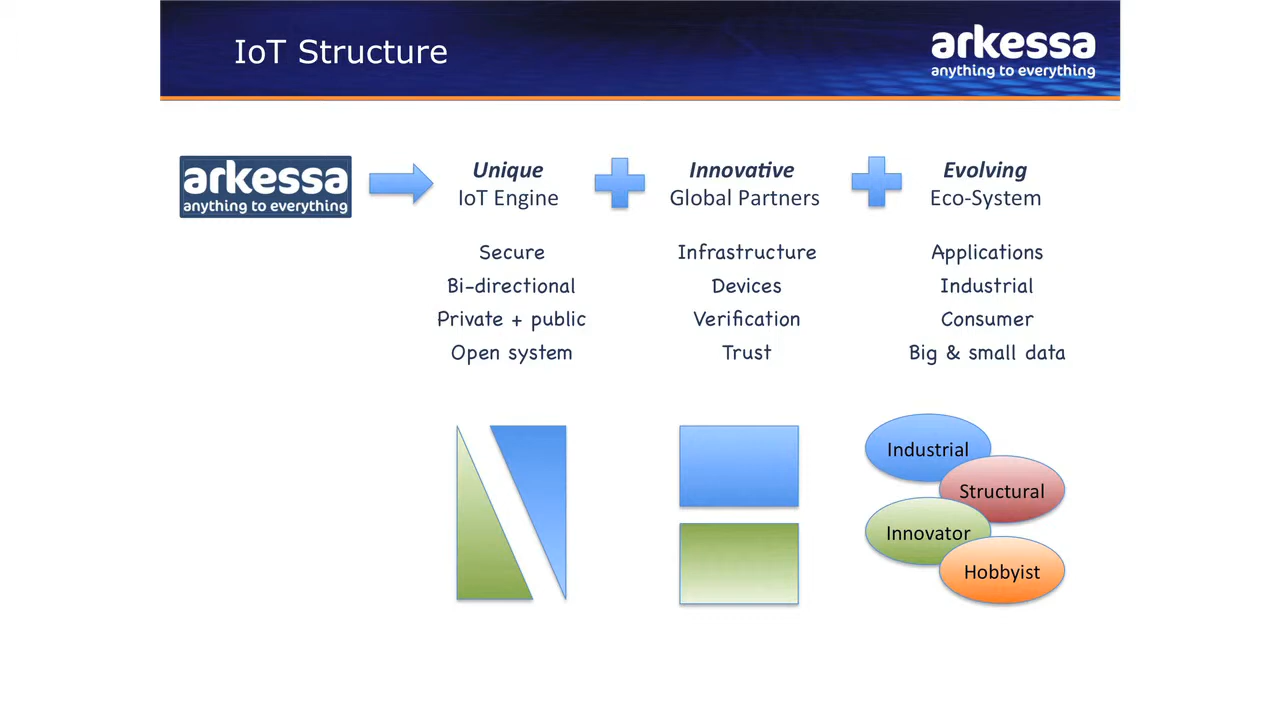 IoT Structure
arkessa
anything to everything
arkessa
anything to everything
Unique
IoT Engine
Innovative
Global Partners
Evolving
Eco-System
Secure
Bi-directional
Private + public
Open system
Infrastructure
Devices
Verification
Trust
Applications
Industrial
Consumer
Big & small data
Industrial
Structural
Innovator
Hobbyist